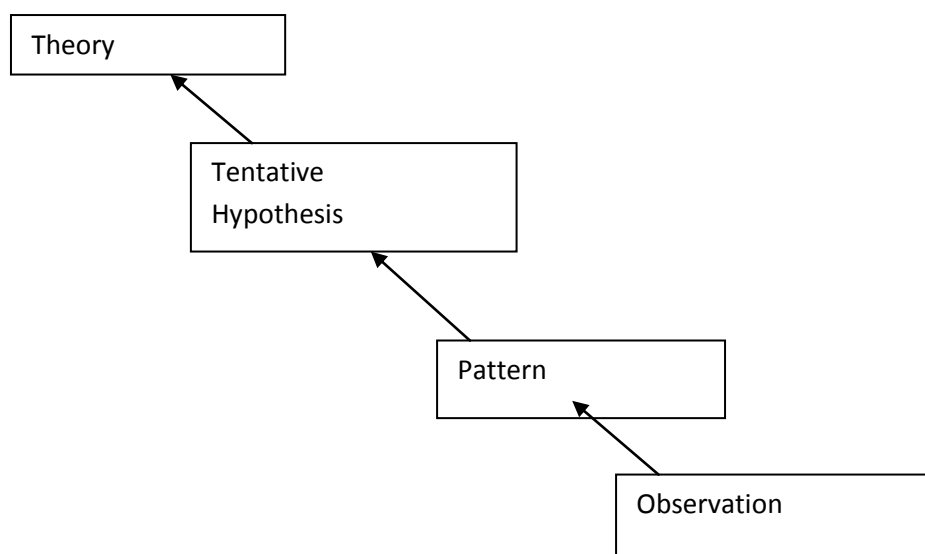 Theory
Tentative
Hypothesis
Pattern
Observation